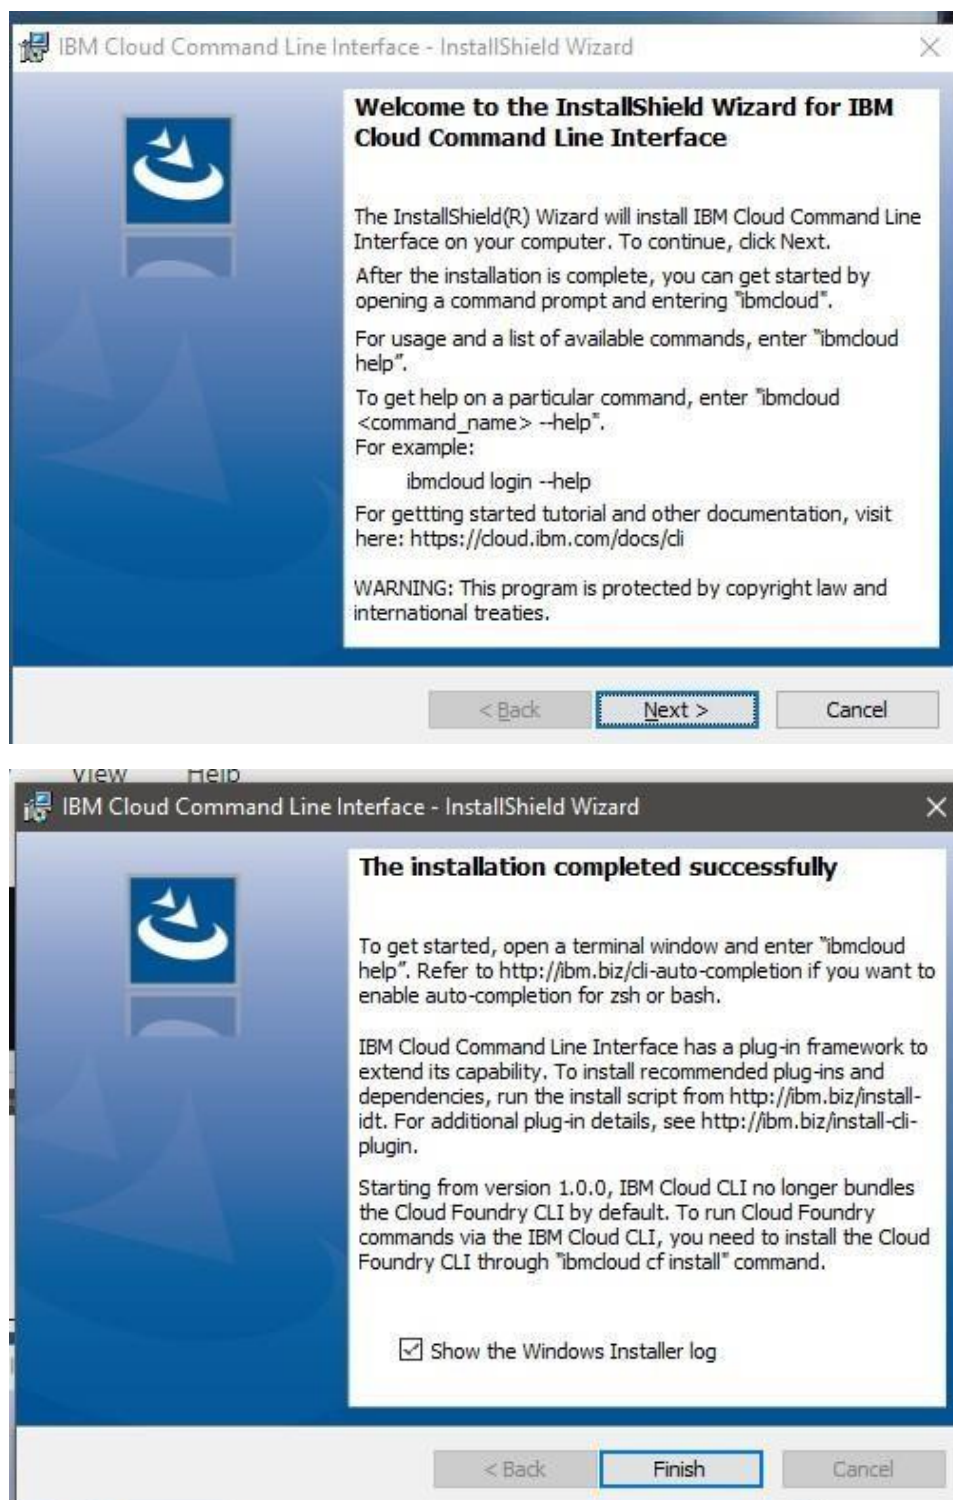 IBM Cloud Command Line Interface - InstallShield Wizard
Welcome to the InstallShield Wizard for IBM
Cloud Command Line Interface
The InstallShield(R) Wizard will install IBM Cloud Command Line
Interface on your computer. To continue, click Next.
After the installation is complete, you can get started by
opening a command prompt and entering "ibmcloud".
For usage and a list of available commands, enter "ibmcloud
help".
To get help on a particular command, enter "ibmcloud
<command_name> --help".
For example:
ibmcloud login --help
For gettting started tutorial and other documentation, visit
here: https://cloud.ibm.com/docs/cli
WARNING: This program is protected by copyright law and
international treaties.
< Back Next > Cancel
View Help
IBM Cloud Command Line Interface - InstallShield Wizard
The installation completed successfully
To get started, open a terminal window and enter "ibmcloud
help". Refer to http://ibm.biz/cli-auto-completion if you want to
enable auto-completion for zsh or bash.
IBM Cloud Command Line Interface has a plug-in framework to
extend its capability. To install recommended plug-ins and
dependencies, run the install script from http://ibm.biz/install-
idt. For additional plug-in details, see http://ibm.biz/install-cli-
plugin.
Starting from version 1.0.0, IBM Cloud CLI no longer bundles
the Cloud Foundry CLI by default. To run Cloud Foundry
commands via the IBM Cloud CLI, you need to install the Cloud
Foundry CLI through "ibmcloud cf install" command.
Show the Windows Installer log
< Back Finish Cancel